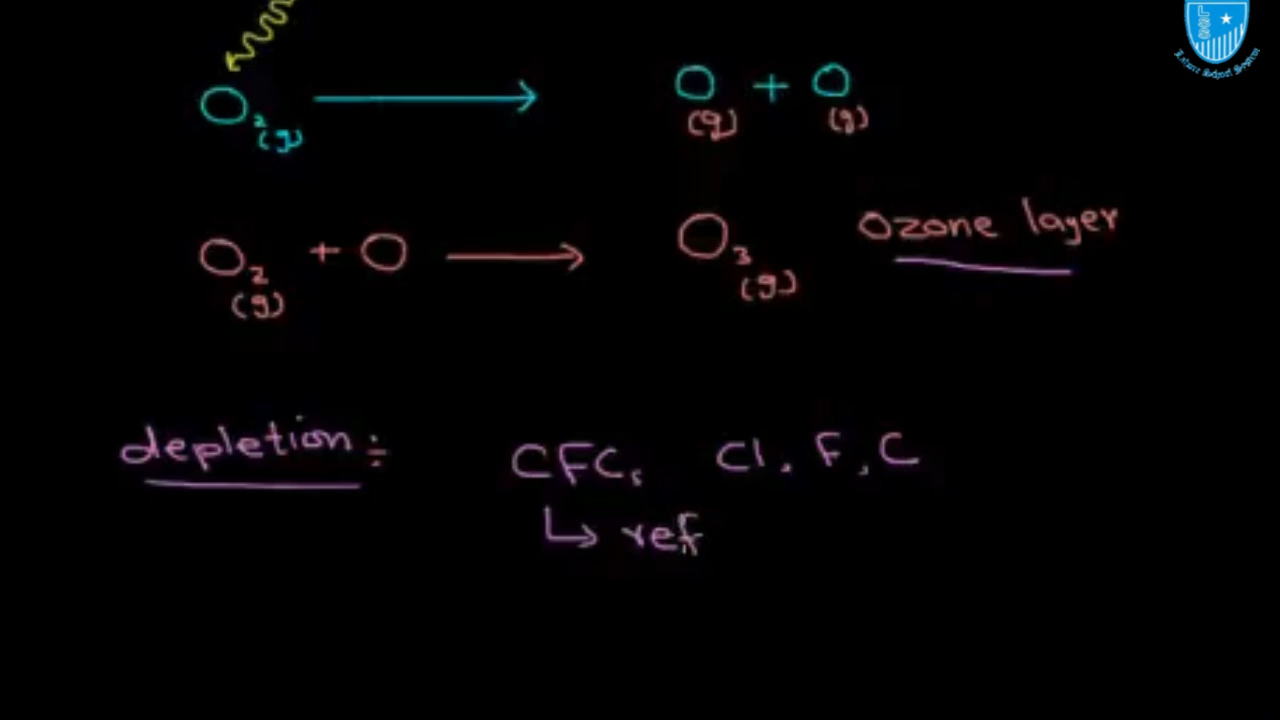 O₂(g) → O(g) + O(g)
O₂(g) + O → O₃(g) Ozone layer
depletion:- CFCs Cl, F, C
↳ ref